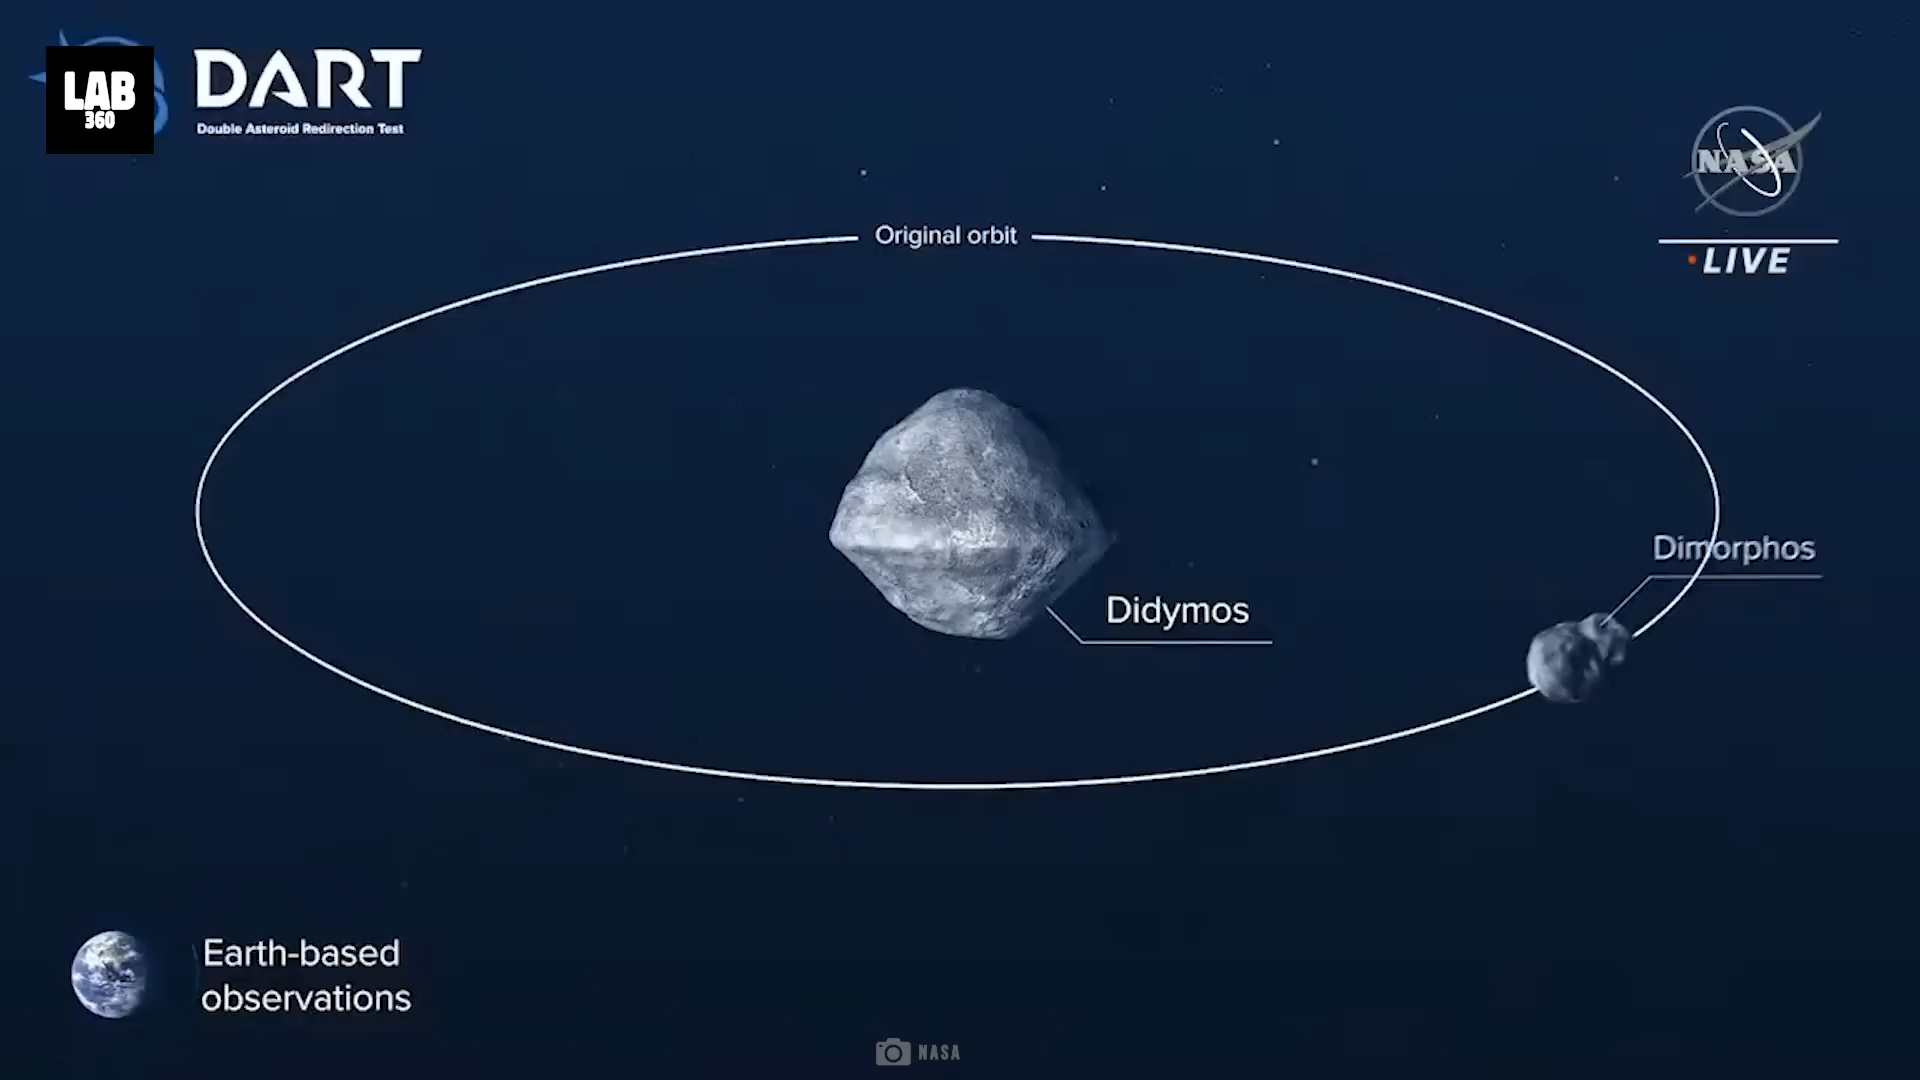 LAB
360
DART
Double Asteroid Redirection Test
NASA
LIVE
Original orbit
Dimorphos
Didymos
Earth-based
observations
NASA